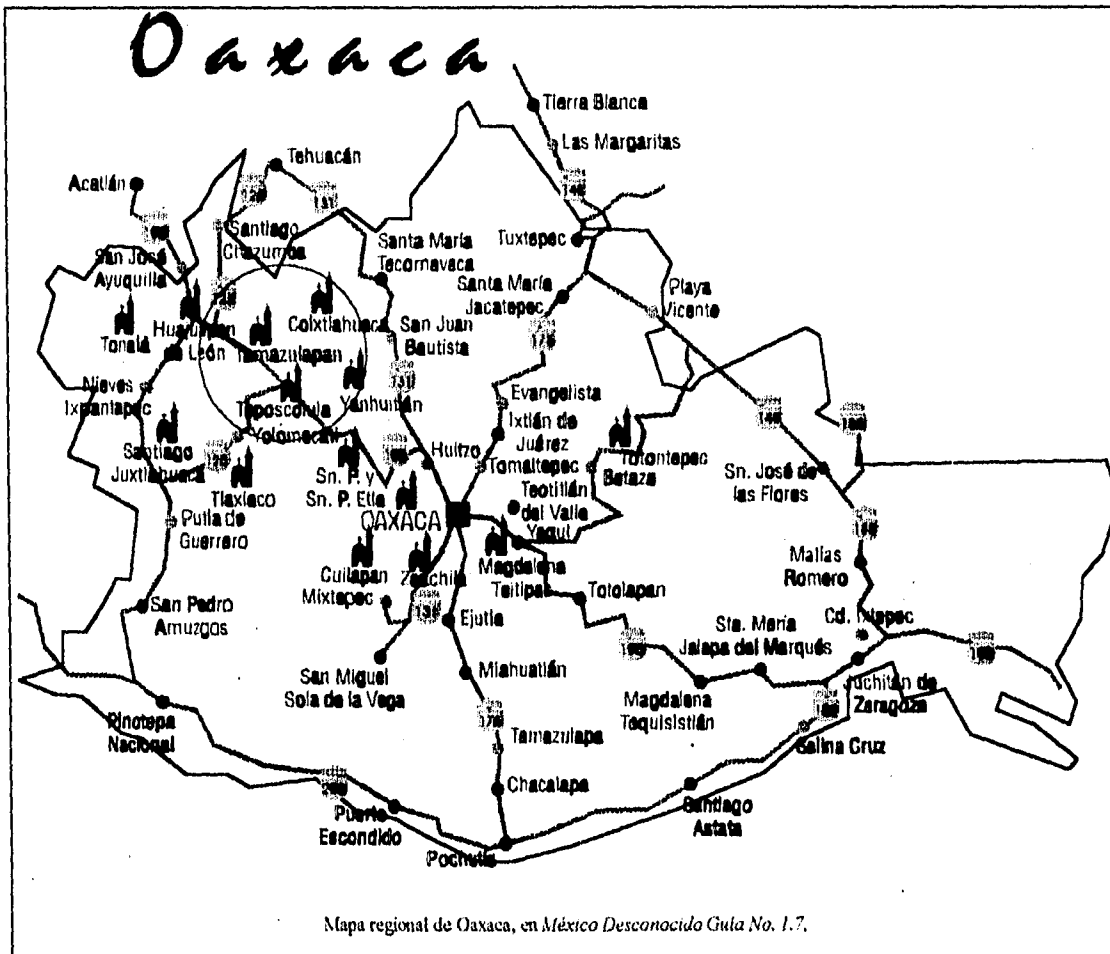 Oaxaca
Tierra Blanca
Las Margaritas
Tehuacán
Acatlán
131
Santiago
Chazumba
Santa María
Tecomavaca
Tuxtepec
San José
Ayuquilla
Santa María
Jacatepec
Playa
Vicente
Coixtlahuaca
San Juan
Bautista
Tonalá
León
Tamazulapan
131
Nieves
Ixpantepec
Teposcolula
Yanhuitlán
Evangelista
Yolomecatl
Ixtlán de
Juárez
Santiago
Juxtlahuaca
Huitzo
Tomaltepec
Totontepec
Betaza
Tlaxiaco
Sn. P. y
Sn. P. Etla
Teotitlán
del Valle
Yagul
Sn. José de
las Flores
OAXACA
Putla de
Guerrero
Cuilapan
Mixtepec
Zaachila
Magdalena
Teitipac
Totolapan
Matías
Romero
San Pedro
Amuzgos
Ejutla
Cd. Ixtepec
Sta. María
Jalapa del Marqués
San Miguel
Sola de la Vega
Miahuatlán
Magdalena
Tequisistlán
Juchitán de
Zaragoza
Pinotepa
Nacional
Tamazulapa
Salina Cruz
Chacalapa
Puerto
Escondido
Santiago
Astata
Pochutla
Mapa regional de Oaxaca, en México Desconocido Guía No. 17.